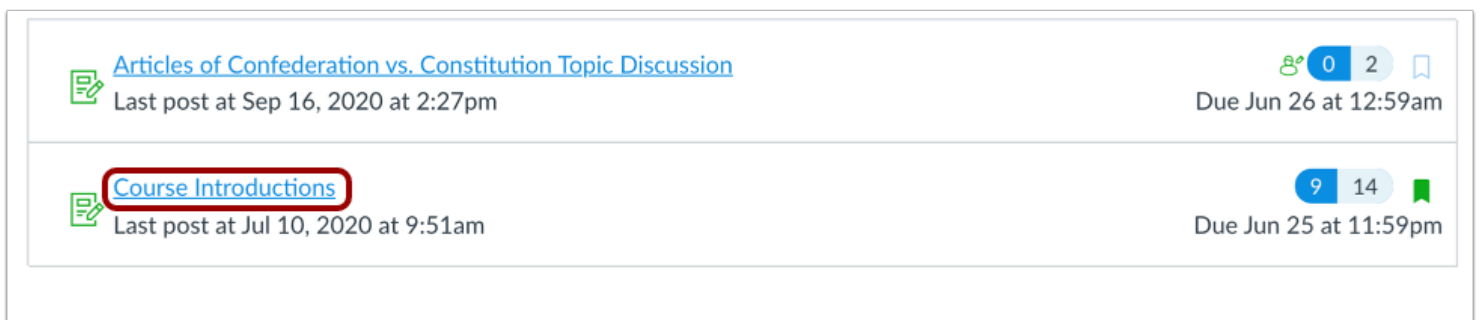 Articles of Confederation vs. Constitution Topic Discussion
0 2
Last post at Sep 16, 2020 at 2:27pm
Due Jun 26 at 12:59am
Course Introductions
9 14
Last post at Jul 10, 2020 at 9:51am
Due Jun 25 at 11:59pm